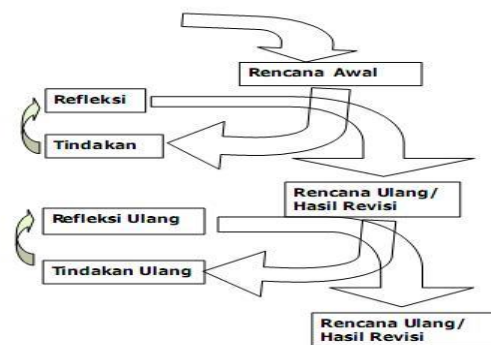 Rencana Awal
Refleksi
Tindakan
Rencana Ulang/
Hasil Revisi
Refleksi Ulang
Tindakan Ulang
Rencana Ulang/
Hasil Revisi